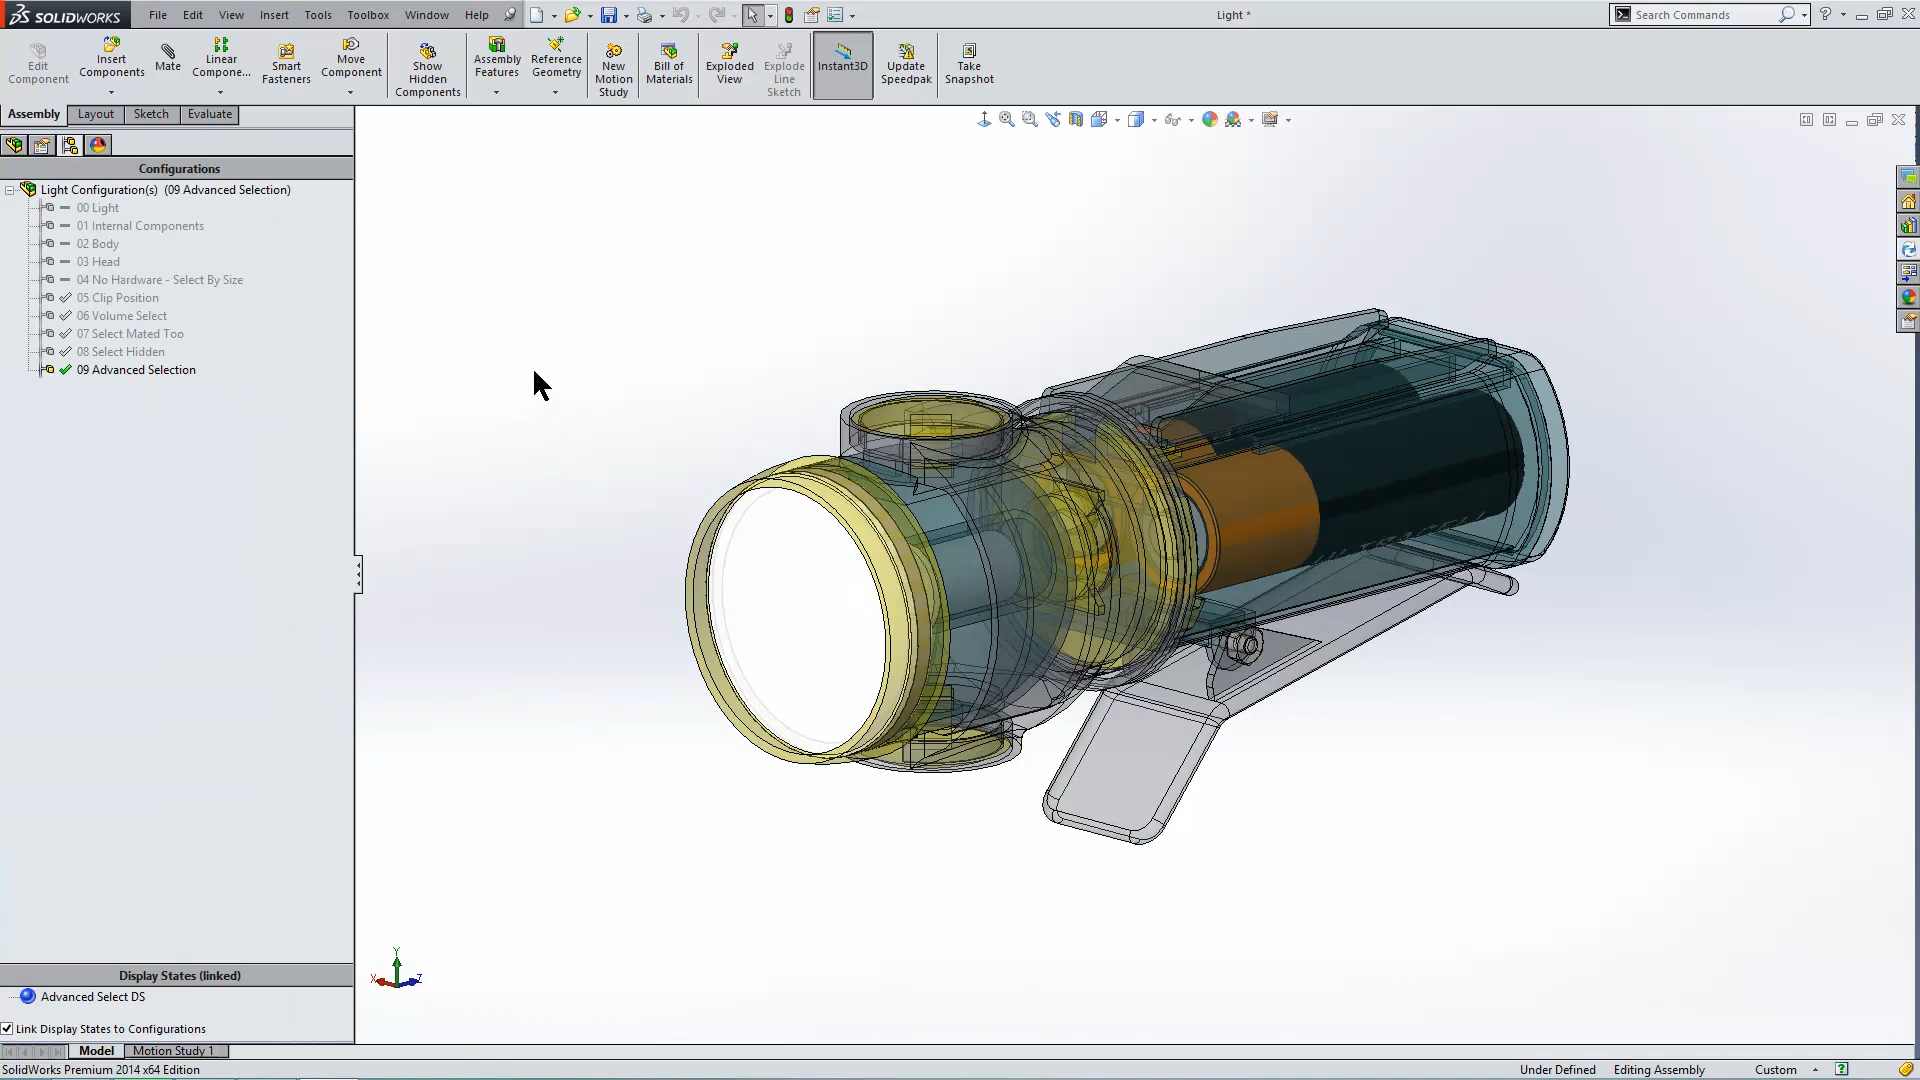 SOLIDWORKS File Edit View Insert Tools Toolbox Window Help Light * Search Commands
Edit Component
Insert Components
Mate
Linear Compone...
Smart Fasteners
Move Component
Show Hidden Components
Assembly Features
Reference Geometry
New Motion Study
Bill of Materials
Exploded View
Explode Line Sketch
Instant3D
Update Speedpak
Take Snapshot
Assembly Layout Sketch Evaluate
Configurations
Light Configuration(s) (09 Advanced Selection)
00 Light
01 Internal Components
02 Body
03 Head
04 No Hardware - Select By Size
05 Clip Position
06 Volume Select
07 Select Mated Too
08 Select Hidden
09 Advanced Selection
Y
X Z
Display States (linked)
Advanced Select DS
Link Display States to Configurations
Model Motion Study 1
SolidWorks Premium 2014 x64 Edition Under Defined Editing Assembly Custom